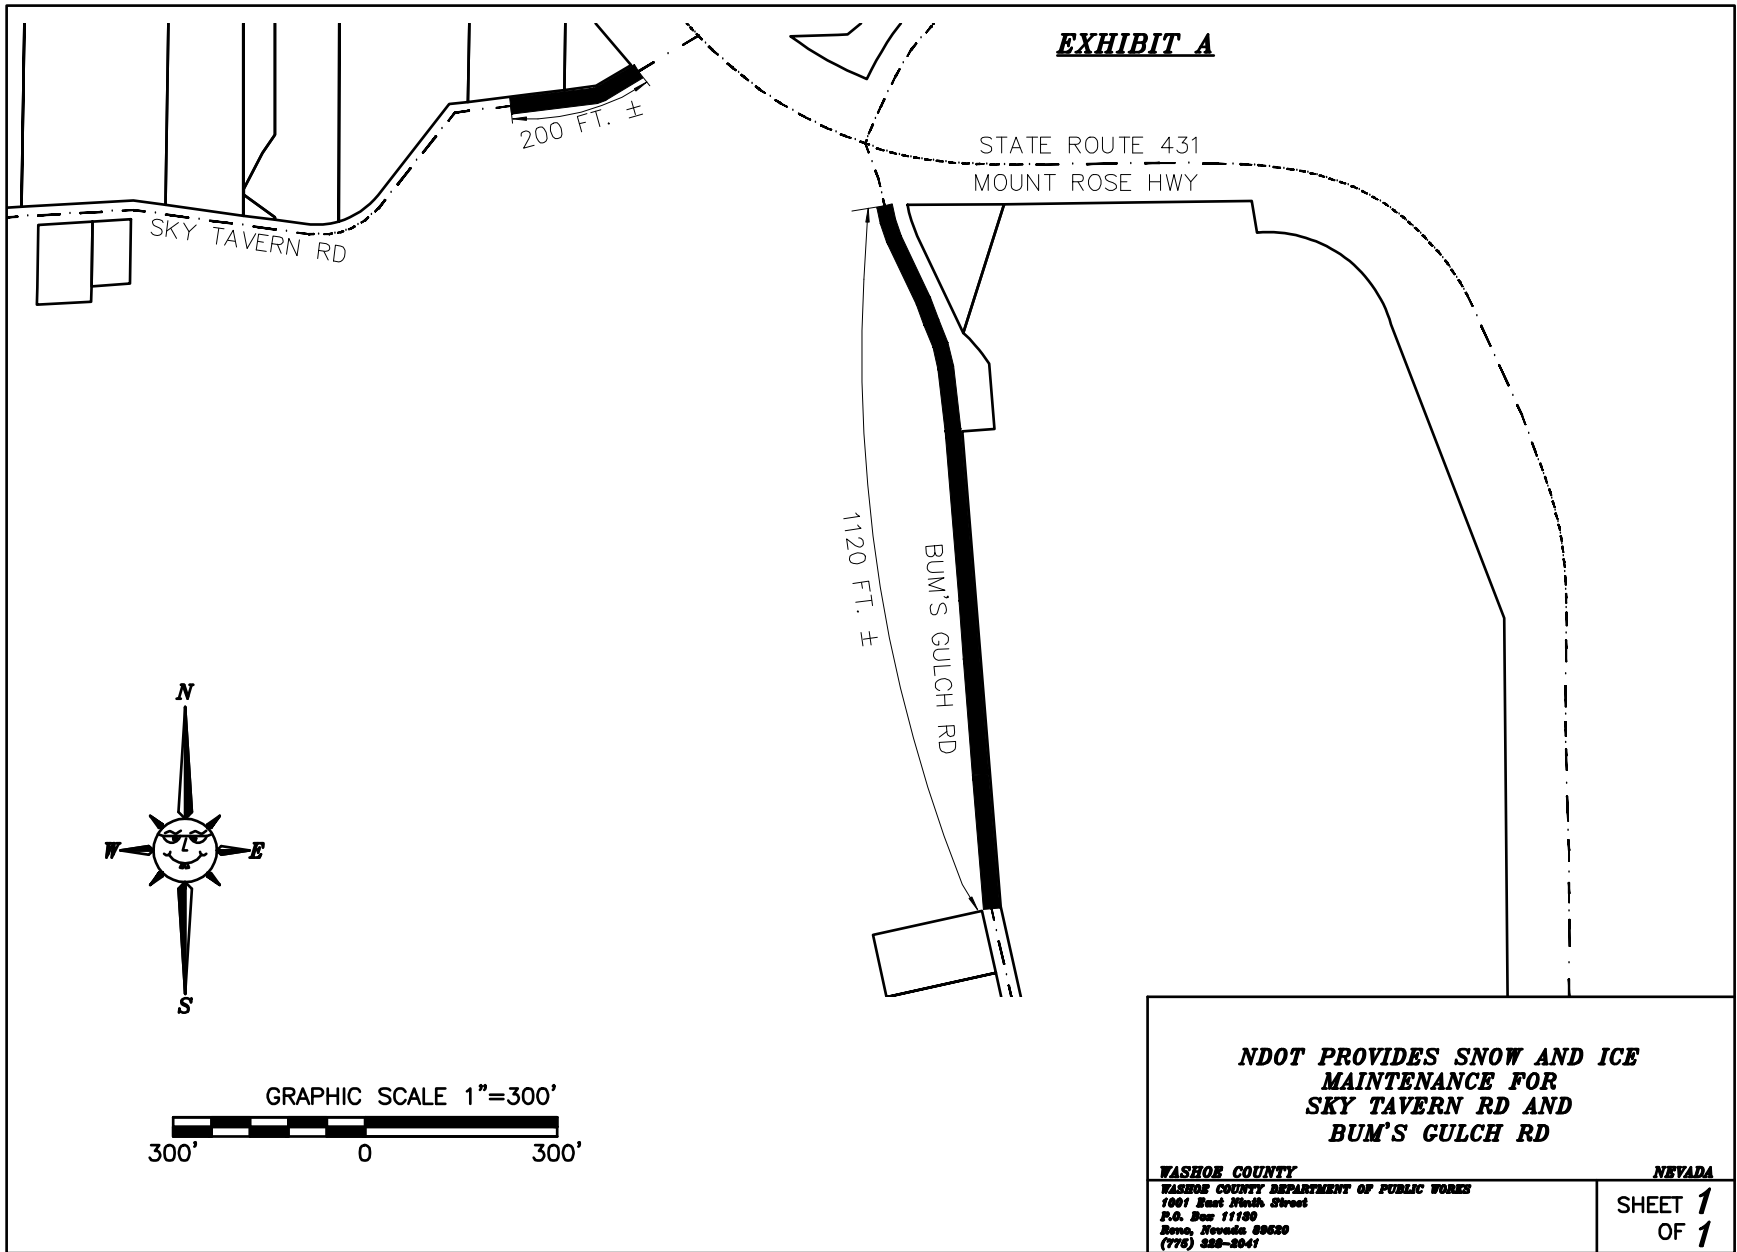 EXHIBIT A
200 FT. ±
STATE ROUTE 431
MOUNT ROSE HWY
SKY TAVERN RD
1120 FT. ±
BUM'S GULCH RD
N
W
E
S
GRAPHIC SCALE 1"=300'
300'
0
300'
NDOT PROVIDES SNOW AND ICE
MAINTENANCE FOR
SKY TAVERN RD AND
BUM'S GULCH RD
WASHOE COUNTY
NEVADA
WASHOE COUNTY DEPARTMENT OF PUBLIC WORKS
1001 East Ninth Street
P.O. Box 11130
Reno, Nevada 89520
(775) 328-2041
SHEET 1
OF 1